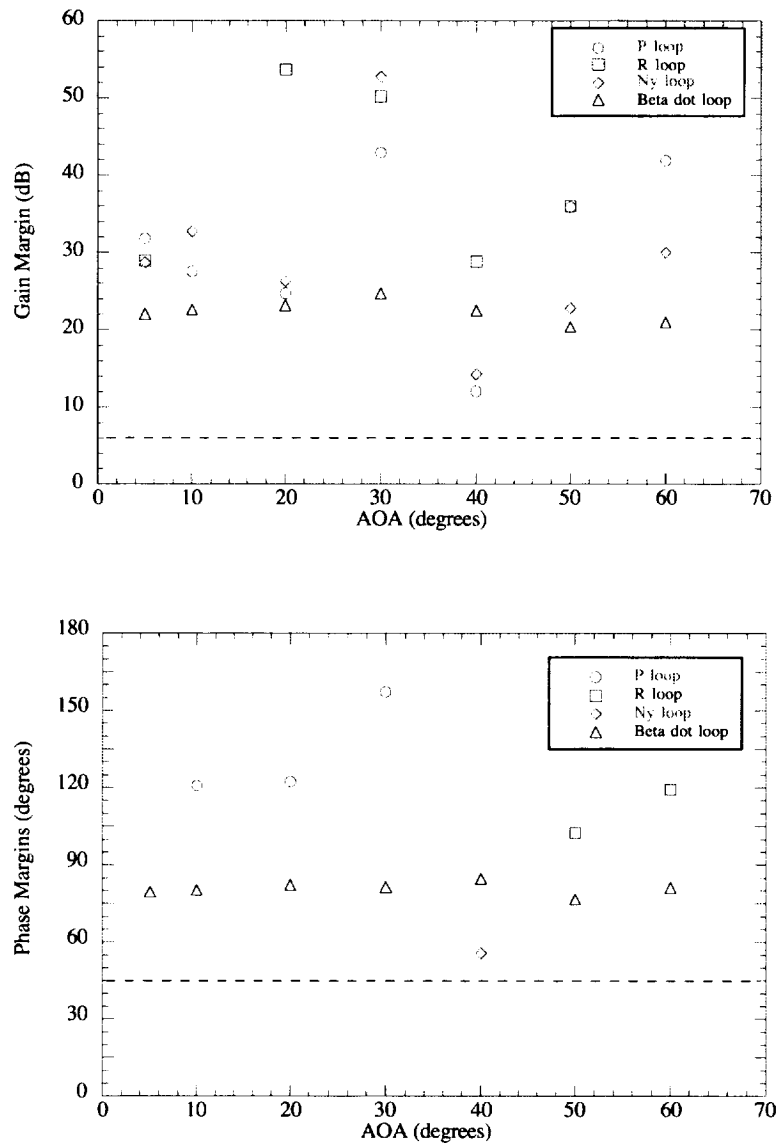 60
50
40
30
20
10
0
Gain Margin (dB)
P loop
R loop
Ny loop
Beta dot loop
0 10 20 30 40 50 60 70
AOA (degrees)
180
150
120
90
60
30
0
Phase Margins (degrees)
P loop
R loop
Ny loop
Beta dot loop
0 10 20 30 40 50 60 70
AOA (degrees)